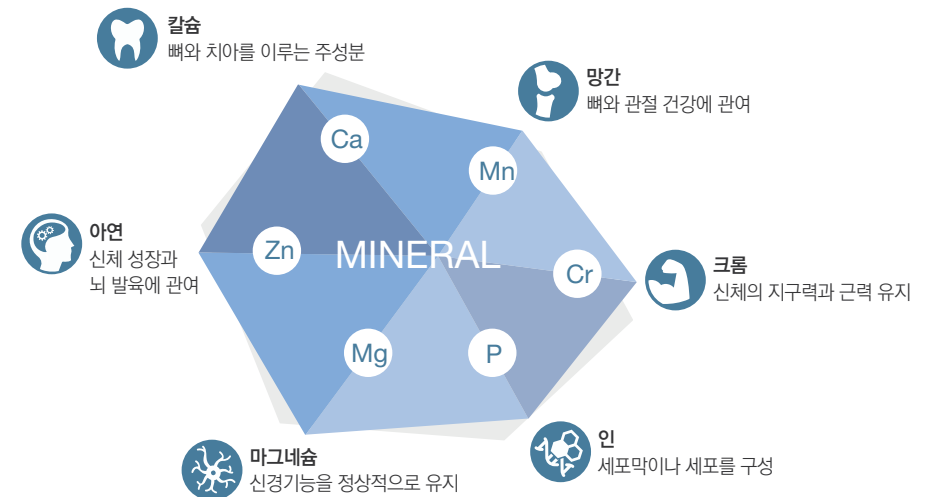 칼슘
뼈와 치아를 이루는 주성분
망간
뼈와 관절 건강에 관여
Ca
Mn
아연
신체 성장과
뇌 발육에 관여
Zn
MINERAL
Cr
크롬
신체의 지구력과 근력 유지
Mg
P
마그네슘
신경기능을 정상적으로 유지
인
세포막이나 세포를 구성